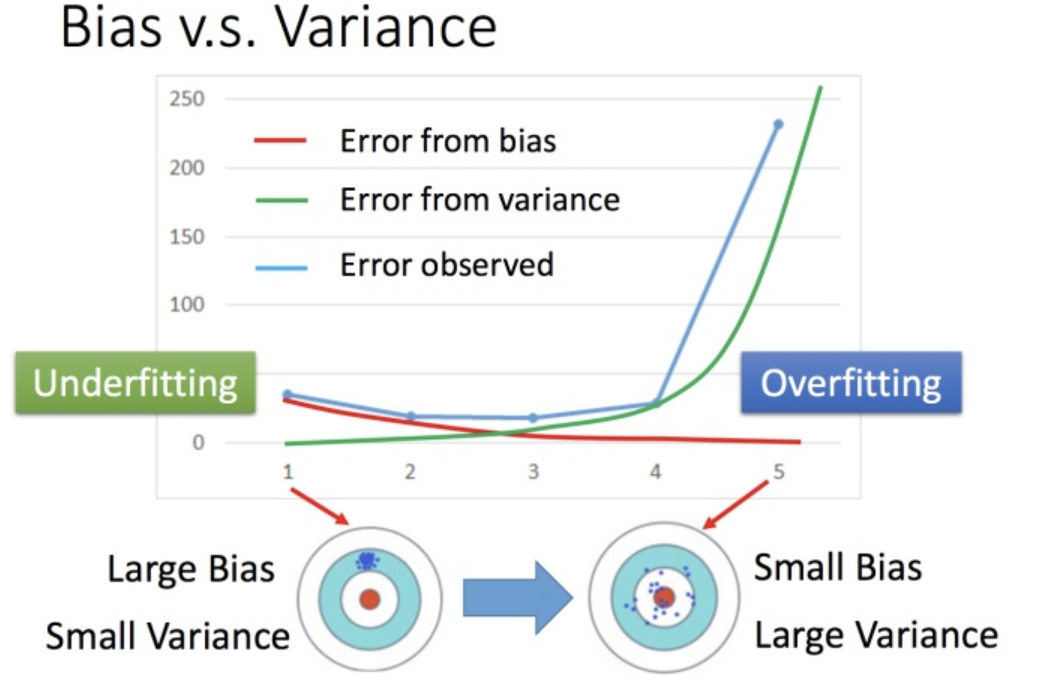 Bias v.s. Variance
250
Error from bias
200
Error from variance
150
Error observed
100
Underfitting
Overfitting
0
1 2 3 4 5
Large Bias
Small Variance
Small Bias
Large Variance